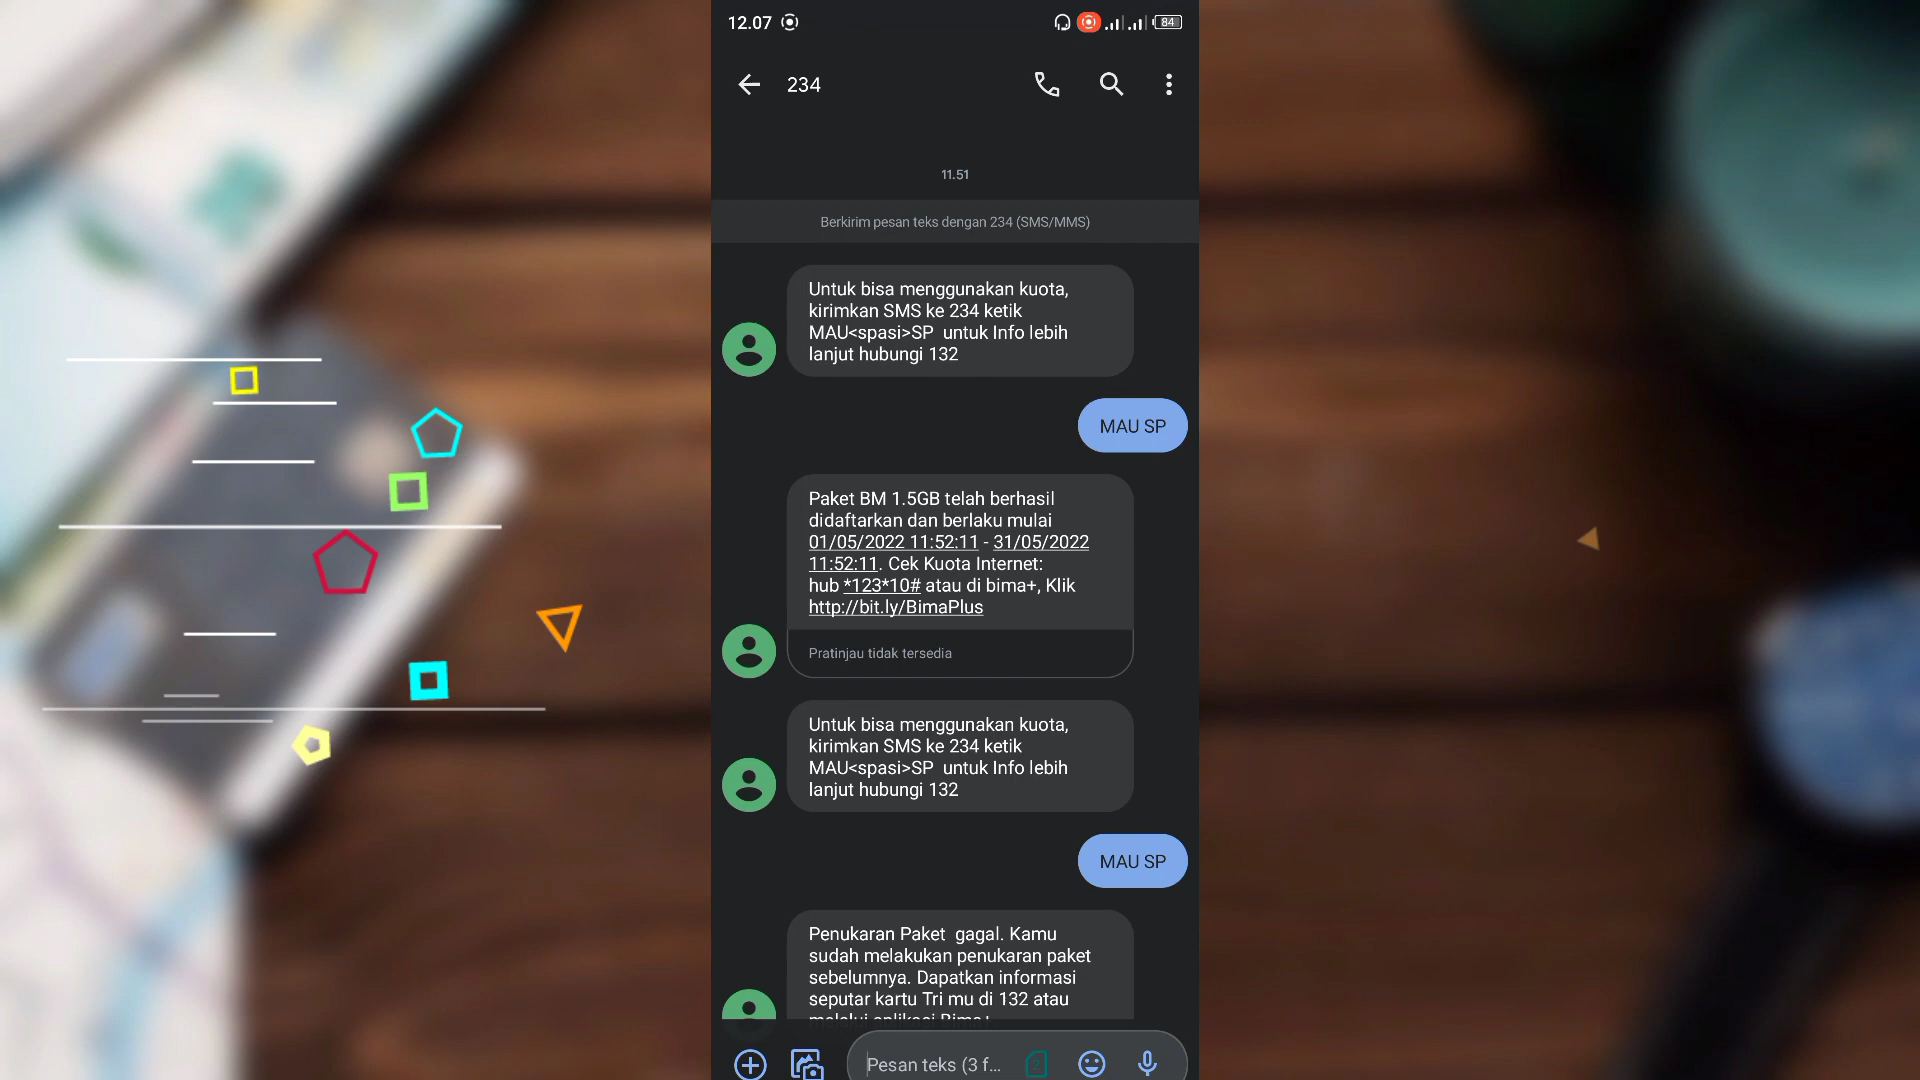 12.07
84
234
11.51
Berkirim pesan teks dengan 234 (SMS/MMS)
Untuk bisa menggunakan kuota,
kirimkan SMS ke 234 ketik
MAU<spasi>SP  untuk Info lebih
lanjut hubungi 132
MAU SP
Paket BM 1.5GB telah berhasil
didaftarkan dan berlaku mulai
01/05/2022 11:52:11 - 31/05/2022
11:52:11. Cek Kuota Internet:
hub *123*10# atau di bima+, Klik
http://bit.ly/BimaPlus
Pratinjau tidak tersedia
Untuk bisa menggunakan kuota,
kirimkan SMS ke 234 ketik
MAU<spasi>SP  untuk Info lebih
lanjut hubungi 132
MAU SP
Penukaran Paket  gagal. Kamu
sudah melakukan penukaran paket
sebelumnya. Dapatkan informasi
seputar kartu Tri mu di 132 atau
melalui aplikasi Bima+
Pesan teks (3 f...